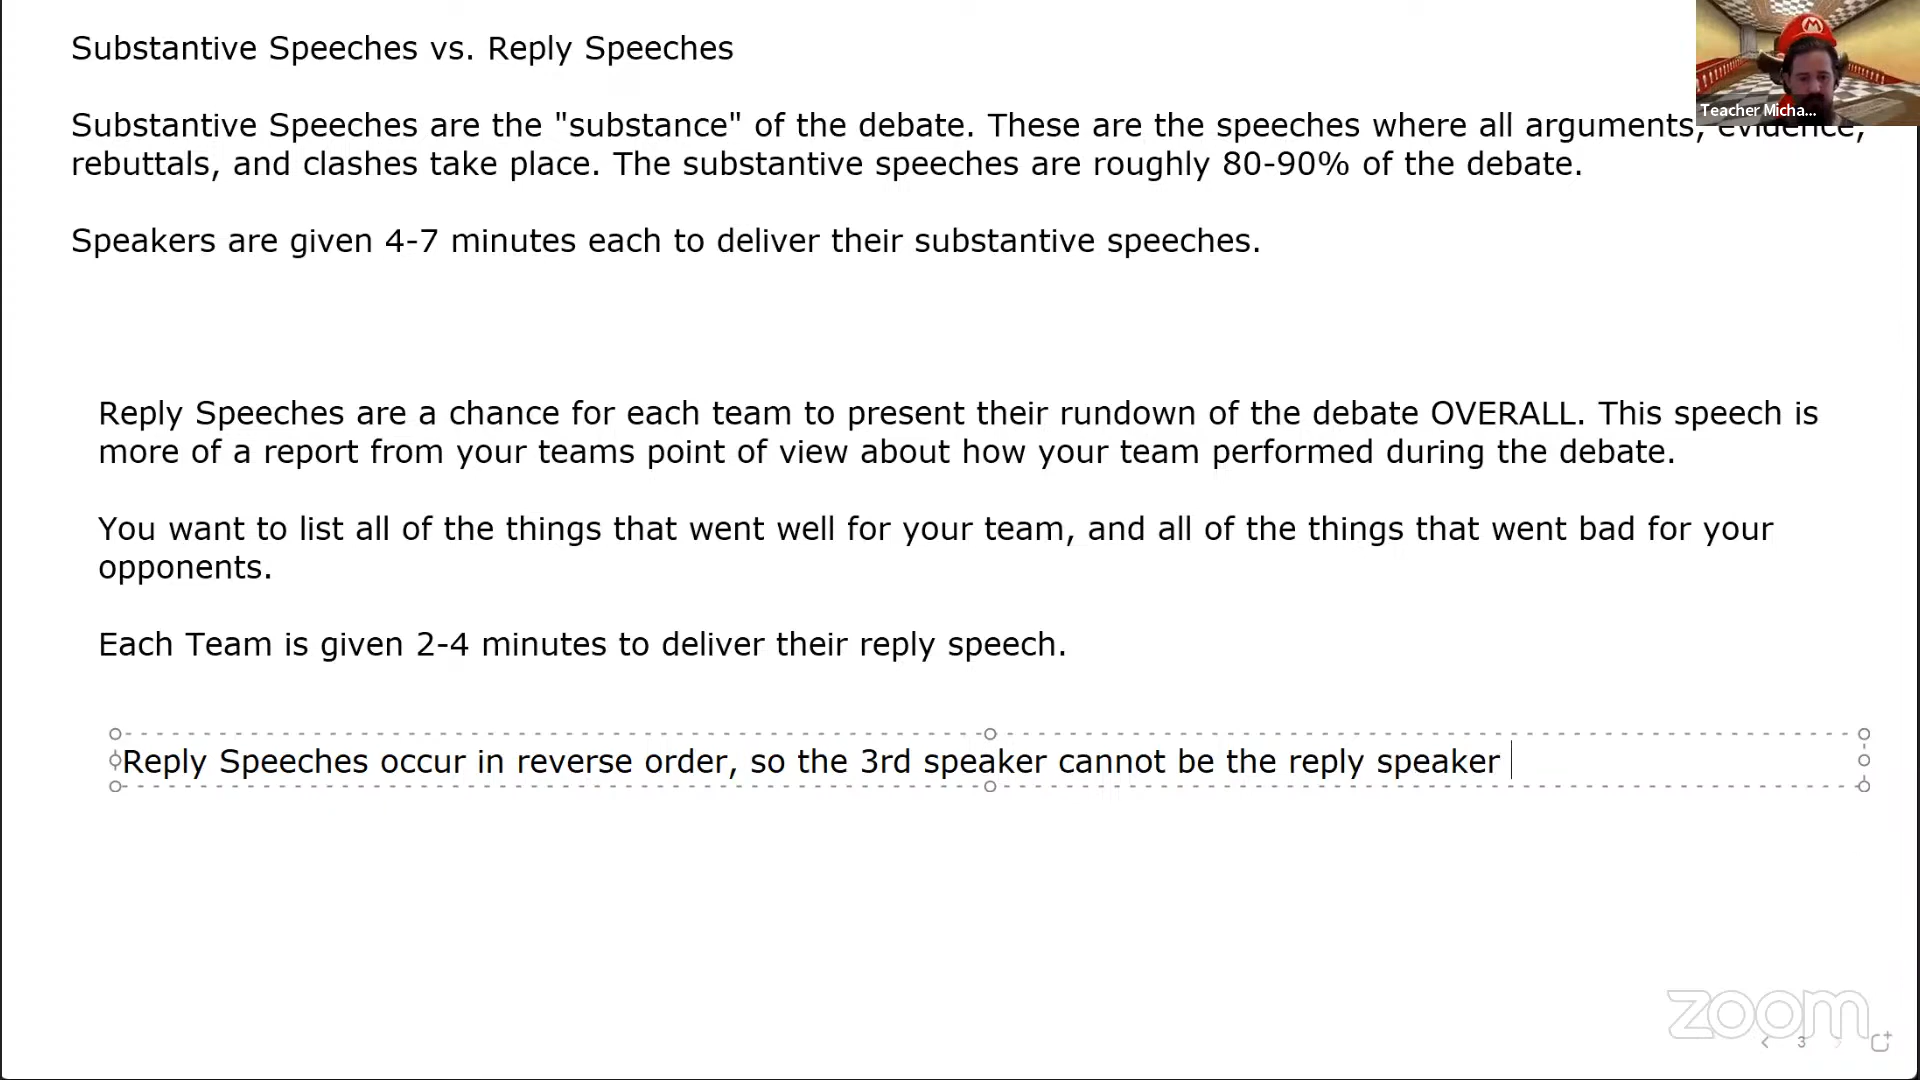 Substantive Speeches vs. Reply Speeches
Teacher Micha...
Substantive Speeches are the "substance" of the debate. These are the speeches where all arguments, evidence,
rebuttals, and clashes take place. The substantive speeches are roughly 80-90% of the debate.
Speakers are given 4-7 minutes each to deliver their substantive speeches.
Reply Speeches are a chance for each team to present their rundown of the debate OVERALL. This speech is
more of a report from your teams point of view about how your team performed during the debate.
You want to list all of the things that went well for your team, and all of the things that went bad for your
opponents.
Each Team is given 2-4 minutes to deliver their reply speech.
Reply Speeches occur in reverse order, so the 3rd speaker cannot be the reply speaker
zoom
3